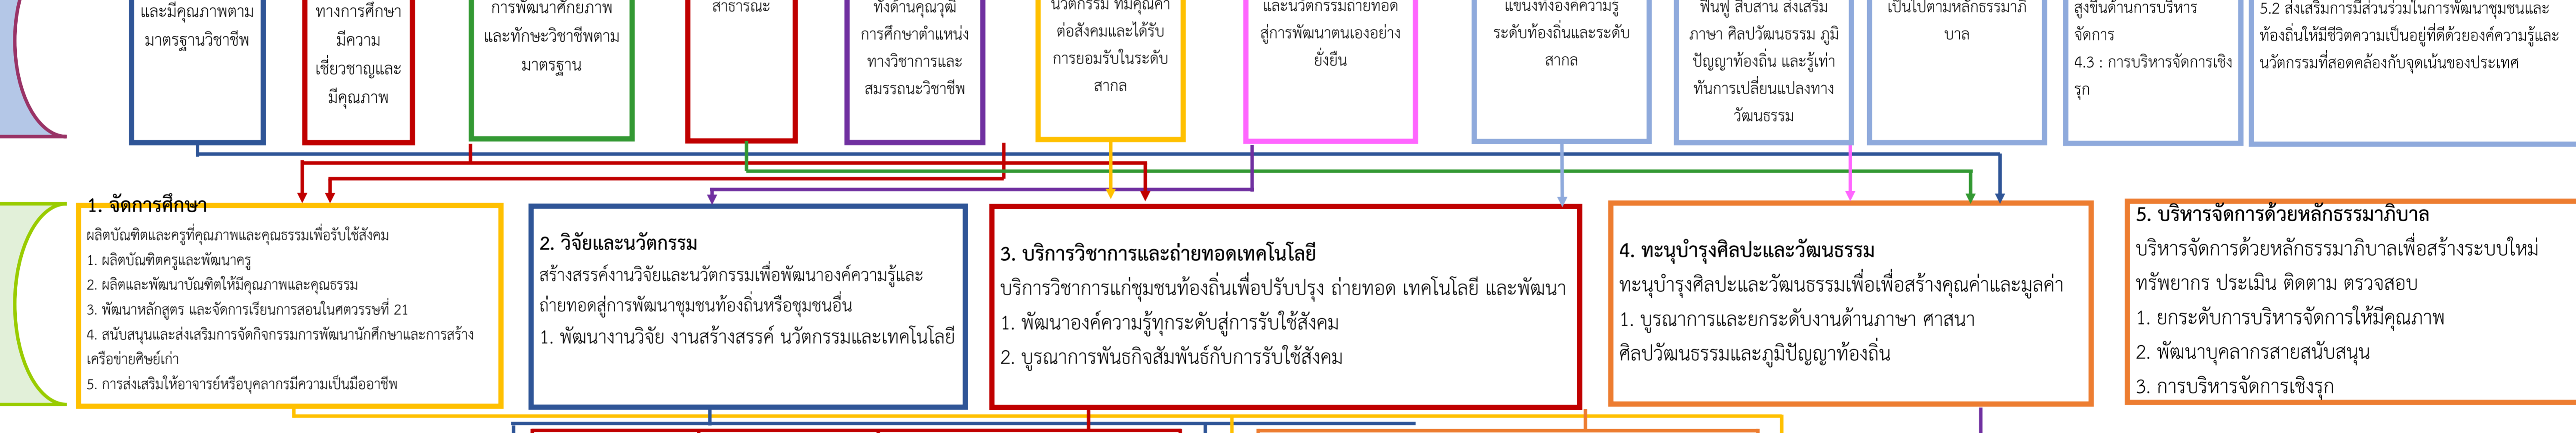 และมีคุณภาพตาม
มาตรฐานวิชาชีพ
ทางการศึกษา
มีความ
เชี่ยวชาญและ
มีคุณภาพ
การพัฒนาศักยภาพ
และทักษะวิชาชีพตาม
มาตรฐาน
สาธารณะ
ทั้งด้านคุณวุฒิ
การศึกษาตำแหน่ง
ทางวิชาการและ
สมรรถนะวิชาชีพ
นวัตกรรม ที่มีคุณค่า
ต่อสังคมและได้รับ
การยอมรับในระดับ
สากล
และนวัตกรรมถ่ายทอด
สู่การพัฒนาตนเองอย่าง
ยั่งยืน
แข่งทั้งองค์ความรู้
ระดับท้องถิ่นและระดับ
สากล
ฟื้นฟู สืบสาน ส่งเสริม
ภาษา ศิลปวัฒนธรรม ภูมิ
ปัญญาท้องถิ่น และรู้เท่า
ทันการเปลี่ยนแปลงทาง
วัฒนธรรม
เป็นไปตามหลักธรรมาภิ
บาล
สูงขึ้นด้านการบริหาร
จัดการ
4.3 : การบริหารจัดการเชิง
รุก
5.2 ส่งเสริมการมีส่วนร่วมในการพัฒนาชุมชนและ
ท้องถิ่นให้มีชีวิตความเป็นอยู่ที่ดีด้วยองค์ความรู้และ
นวัตกรรมที่สอดคล้องกับจุดเน้นของประเทศ
1. จัดการศึกษา
ผลิตบัณฑิตและครูที่คุณภาพและคุณธรรมเพื่อรับใช้สังคม
1. ผลิตบัณฑิตครูและพัฒนาครู
2. ผลิตและพัฒนาบัณฑิตให้มีคุณภาพและคุณธรรม
3. พัฒนาหลักสูตร และจัดการเรียนการสอนในศตวรรษที่ 21
4. สนับสนุนและส่งเสริมการจัดกิจกรรมการพัฒนานักศึกษาและการสร้าง
เครือข่ายศิษย์เก่า
5. การส่งเสริมให้อาจารย์หรือบุคลากรมีความเป็นมืออาชีพ
2. วิจัยและนวัตกรรม
สร้างสรรค์งานวิจัยและนวัตกรรมเพื่อพัฒนาองค์ความรู้และ
ถ่ายทอดสู่การพัฒนาชุมชนท้องถิ่นหรือชุมชนอื่น
1. พัฒนางานวิจัย งานสร้างสรรค์ นวัตกรรมและเทคโนโลยี
3. บริการวิชาการและถ่ายทอดเทคโนโลยี
บริการวิชาการแก่ชุมชนท้องถิ่นเพื่อปรับปรุง ถ่ายทอด เทคโนโลยี และพัฒนา
1. พัฒนาองค์ความรู้ทุกระดับสู่การรับใช้สังคม
2. บูรณาการพันธกิจสัมพันธ์กับการรับใช้สังคม
4. ทะนุบำรุงศิลปะและวัฒนธรรม
ทะนุบำรุงศิลปะและวัฒนธรรมเพื่อเพื่อสร้างคุณค่าและมูลค่า
1. บูรณาการและยกระดับงานด้านภาษา ศาสนา
ศิลปวัฒนธรรมและภูมิปัญญาท้องถิ่น
5. บริหารจัดการด้วยหลักธรรมาภิบาล
บริหารจัดการด้วยหลักธรรมาภิบาลเพื่อสร้างระบบใหม่
ทรัพยากร ประเมิน ติดตาม ตรวจสอบ
1. ยกระดับการบริหารจัดการให้มีคุณภาพ
2. พัฒนาบุคลากรสายสนับสนุน
3. การบริหารจัดการเชิงรุก